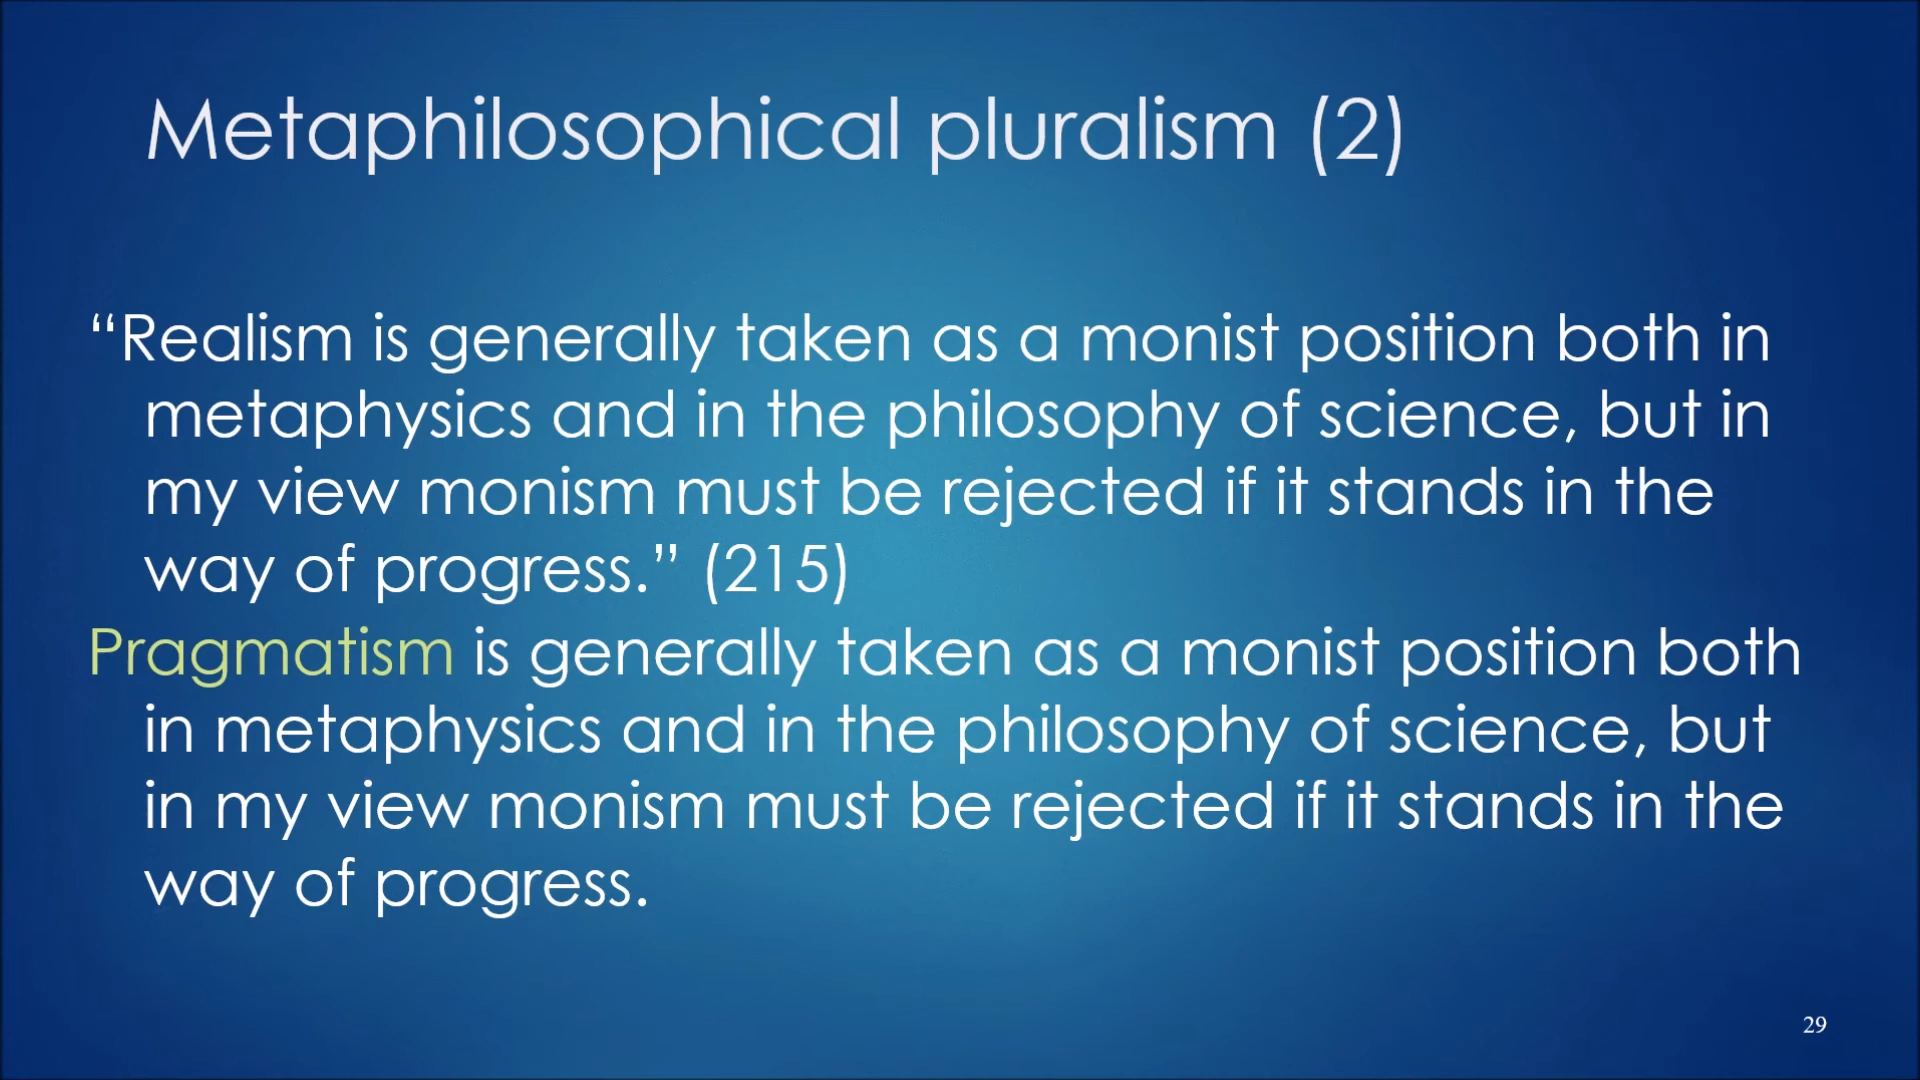 Metaphilosophical pluralism (2)
“Realism is generally taken as a monist position both in
metaphysics and in the philosophy of science, but in
my view monism must be rejected if it stands in the
way of progress.” (215)
Pragmatism is generally taken as a monist position both
in metaphysics and in the philosophy of science, but
in my view monism must be rejected if it stands in the
way of progress.
29